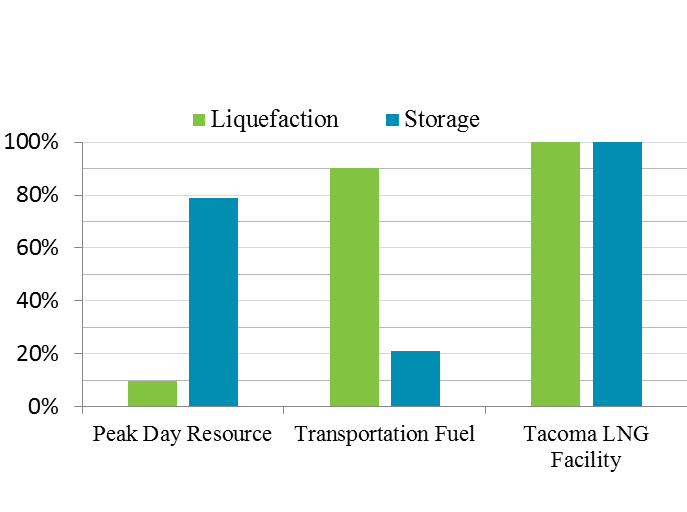 Liquefaction Storage
100%
80%
60%
40%
20%
0%
Peak Day Resource Transportation Fuel Tacoma LNG
Facility